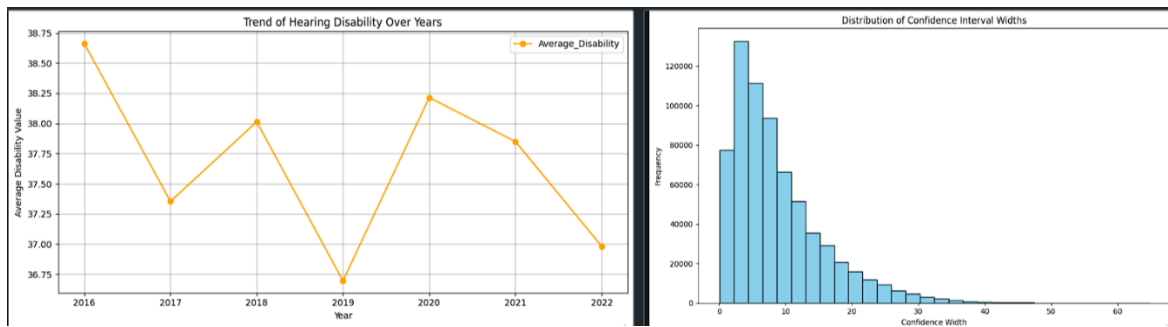 Trend of Hearing Disability Over Years
Average_Disability
Average Disability Value
38.75
38.50
38.25
38.00
37.75
37.50
37.25
37.00
36.75
2016 2017 2018 2019 2020 2021 2022
Year
Distribution of Confidence Interval Widths
Frequency
120000
100000
80000
60000
40000
20000
0
0 10 20 30 40 50 60
Confidence Width